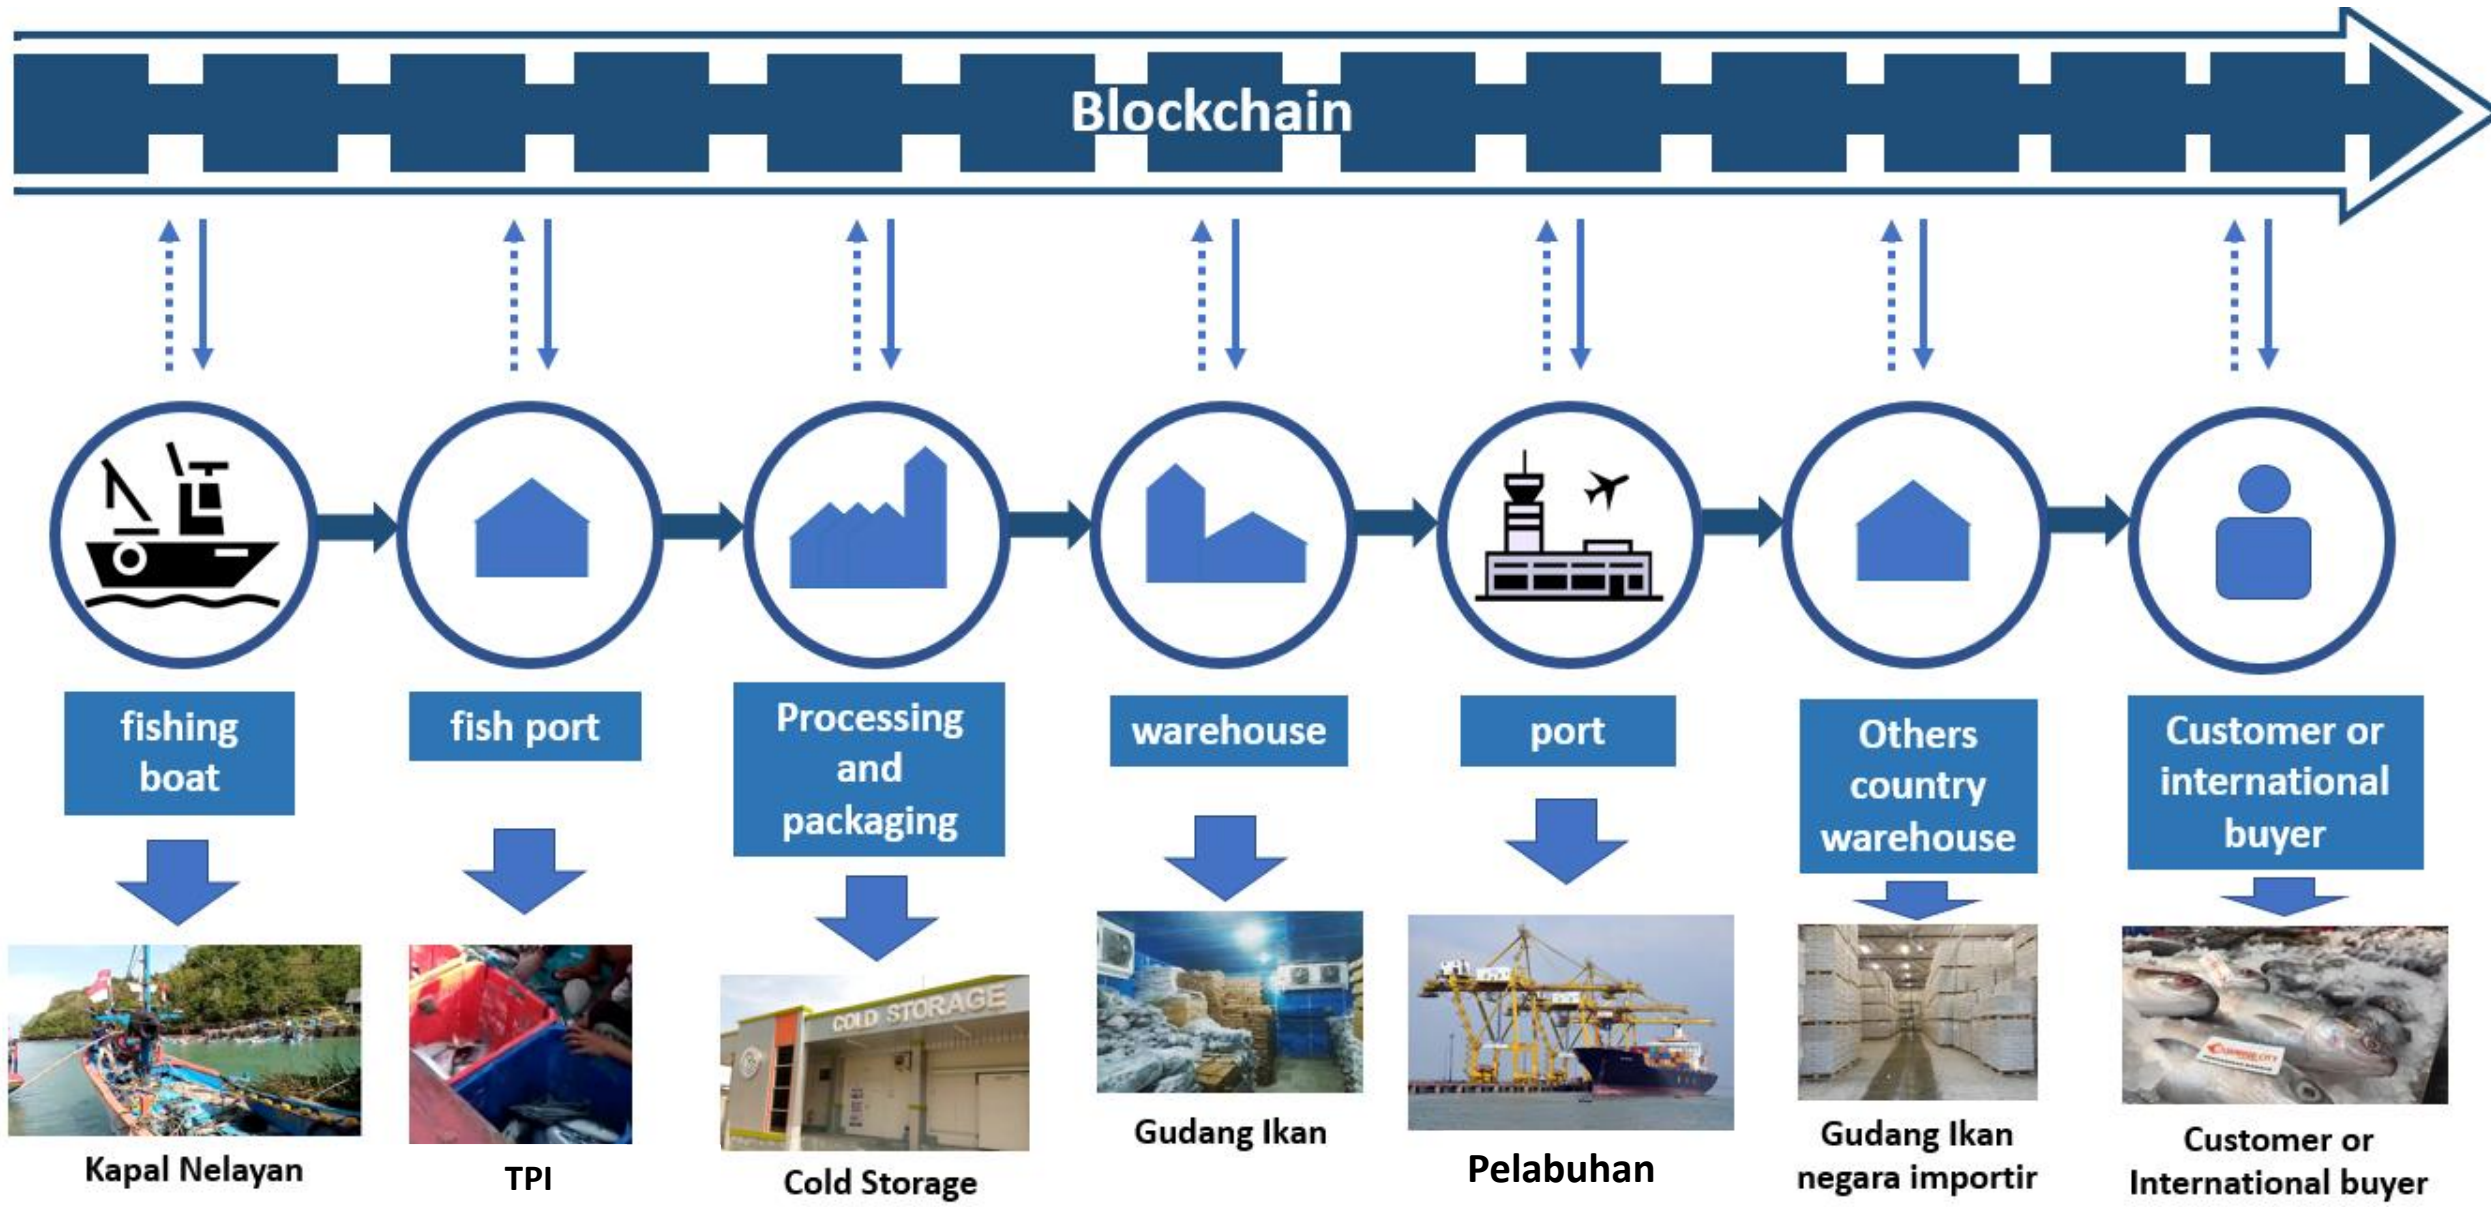 Blockchain
fishing
boat
fish port
Processing
and
packaging
warehouse
port
Others
country
warehouse
Customer or
international
buyer
COLD STORAGE
Kapal Nelayan
TPI
Cold Storage
Gudang Ikan
Pelabuhan
Gudang Ikan
negara importir
Customer or
International buyer